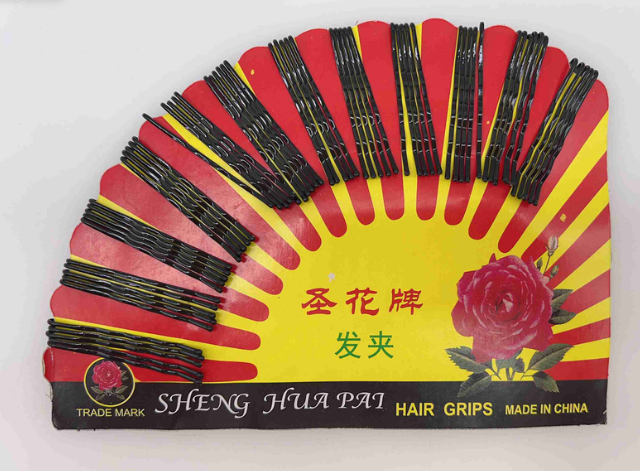 圣花牌
发夹
TRADE MARK SHENG HUA PAI HAIR GRIPS MADE IN CHINA